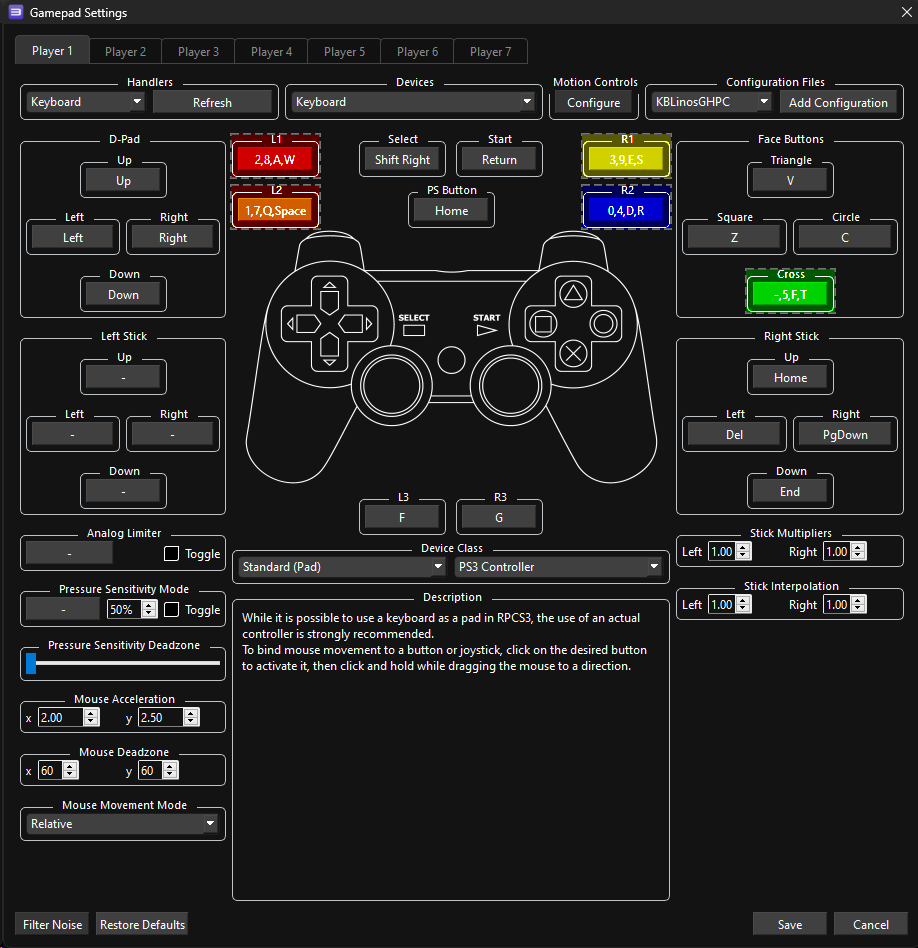 Gamepad Settings
Player 1 Player 2 Player 3 Player 4 Player 5 Player 6 Player 7
Handlers Devices Motion Controls Configuration Files
Keyboard Refresh Keyboard Configure KBLinosGHPC Add Configuration
D-Pad L1 Select Start R1 Face Buttons
Up 2,8,A,W Shift Right Return 3,9,E,S Triangle
Up L2 PS Button R2 V
1,7,Q,Space Home 0,4,D,R
Left Right Square Circle
Left Right Z C
Down Cross
Down -,5,F,T
SELECT START
Left Stick Right Stick
Up Up
- Home
Left Right Left Right
- - Del PgDown
Down Down
- End
L3 R3
F G
Analog Limiter Stick Multipliers
- Toggle Left 1.00 Right 1.00
Device Class
Standard (Pad) PS3 Controller
Pressure Sensitivity Mode Stick Interpolation
- 50% Toggle Left 1.00 Right 1.00
Description
While it is possible to use a keyboard as a pad in RPCS3, the use of an actual
controller is strongly recommended.
To bind mouse movement to a button or joystick, click on the desired button
to activate it, then click and hold while dragging the mouse to a direction.
Pressure Sensitivity Deadzone
Mouse Acceleration
x 2.00 y 2.50
Mouse Deadzone
x 60 y 60
Mouse Movement Mode
Relative
Filter Noise Restore Defaults Save Cancel